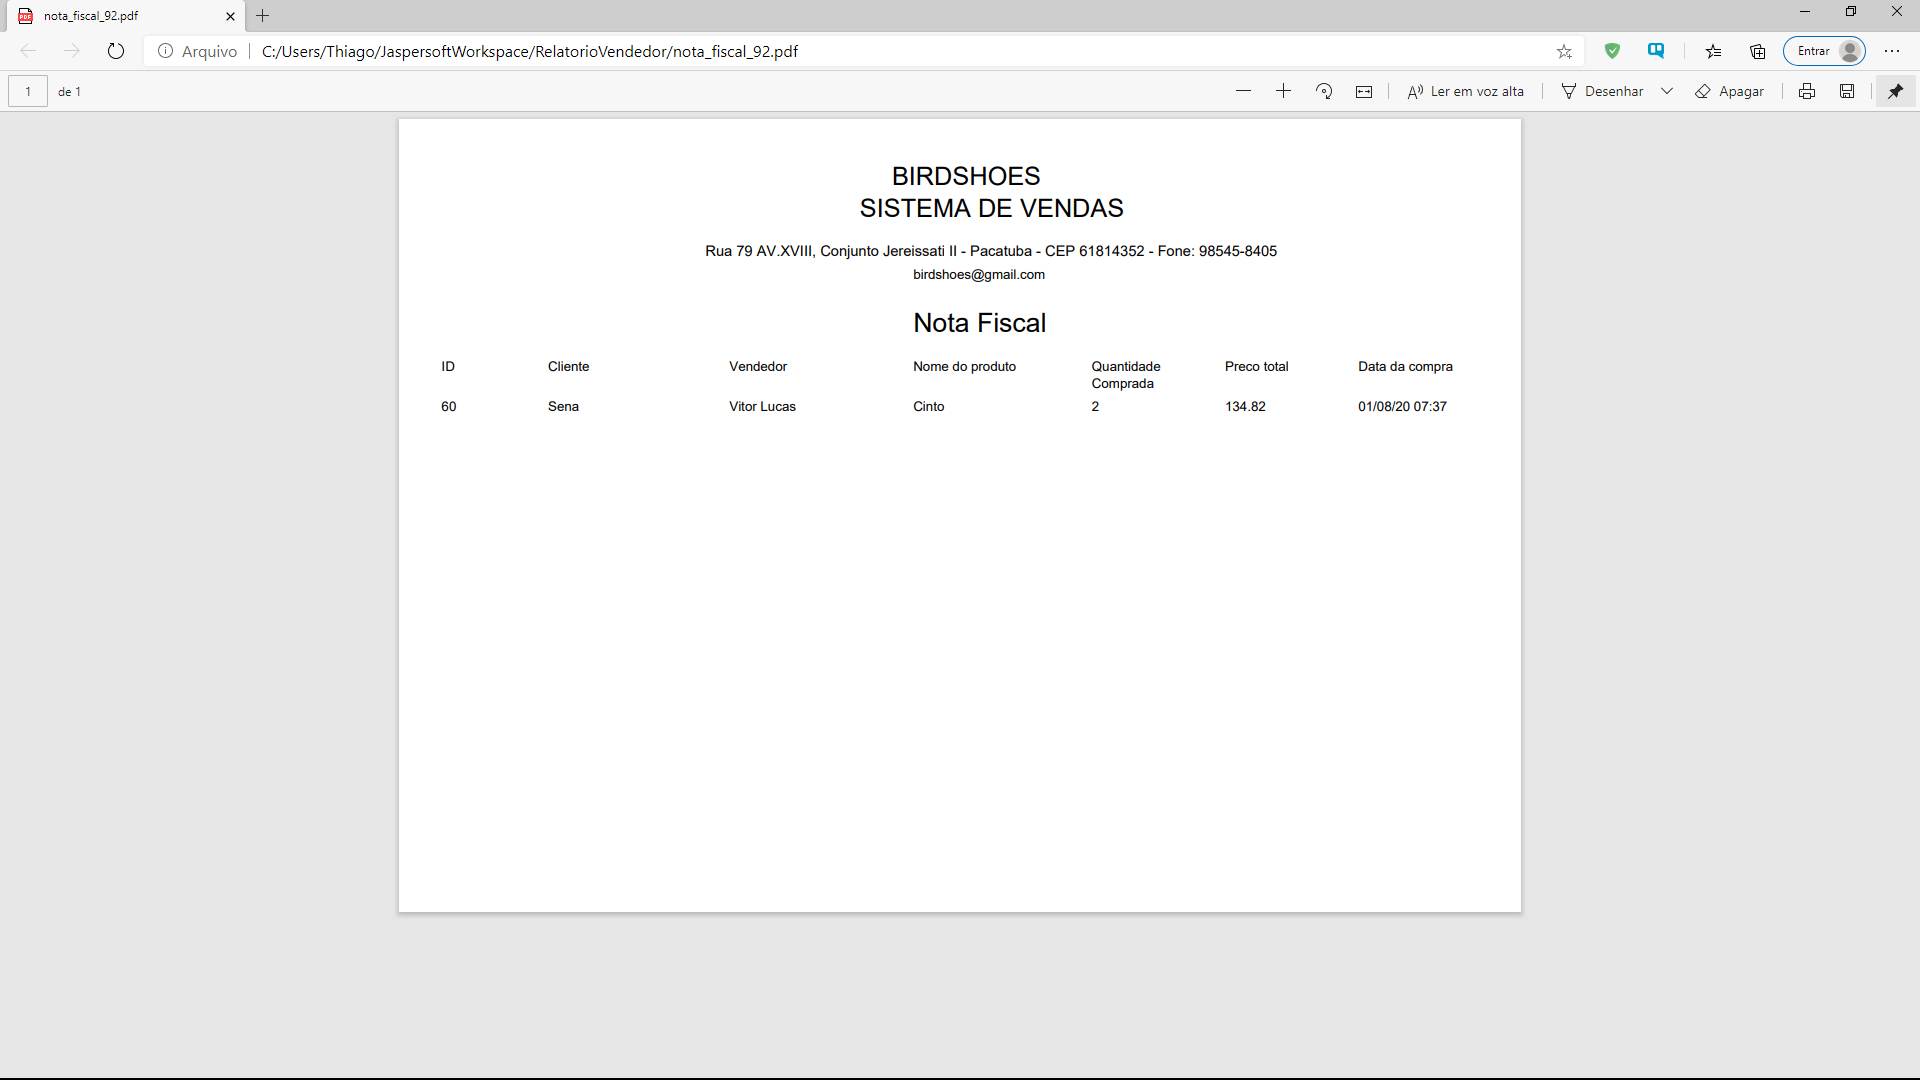 nota_fiscal_92.pdf
Arquivo C:/Users/Thiago/JaspersoftWorkspace/RelatorioVendedor/nota_fiscal_92.pdf Entrar
1 de 1 Ler em voz alta Desenhar Apagar
BIRDSHOES
SISTEMA DE VENDAS
Rua 79 AV.XVIII, Conjunto Jereissati II - Pacatuba - CEP 61814352 - Fone: 98545-8405
birdshoes@gmail.com
Nota Fiscal
ID Cliente Vendedor Nome do produto Quantidade Comprada Preco total Data da compra
60 Sena Vitor Lucas Cinto 2 134.82 01/08/20 07:37